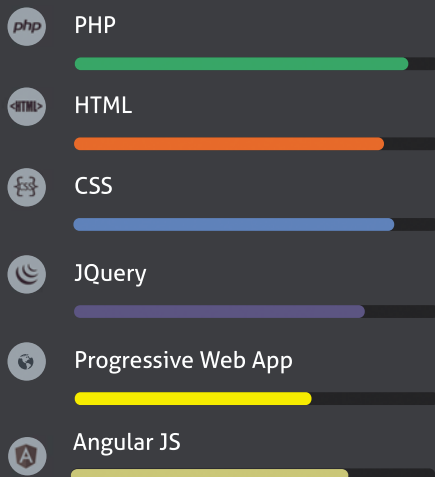 php PHP
<HTML> HTML
CSS CSS
JQuery
Progressive Web App
A Angular JS